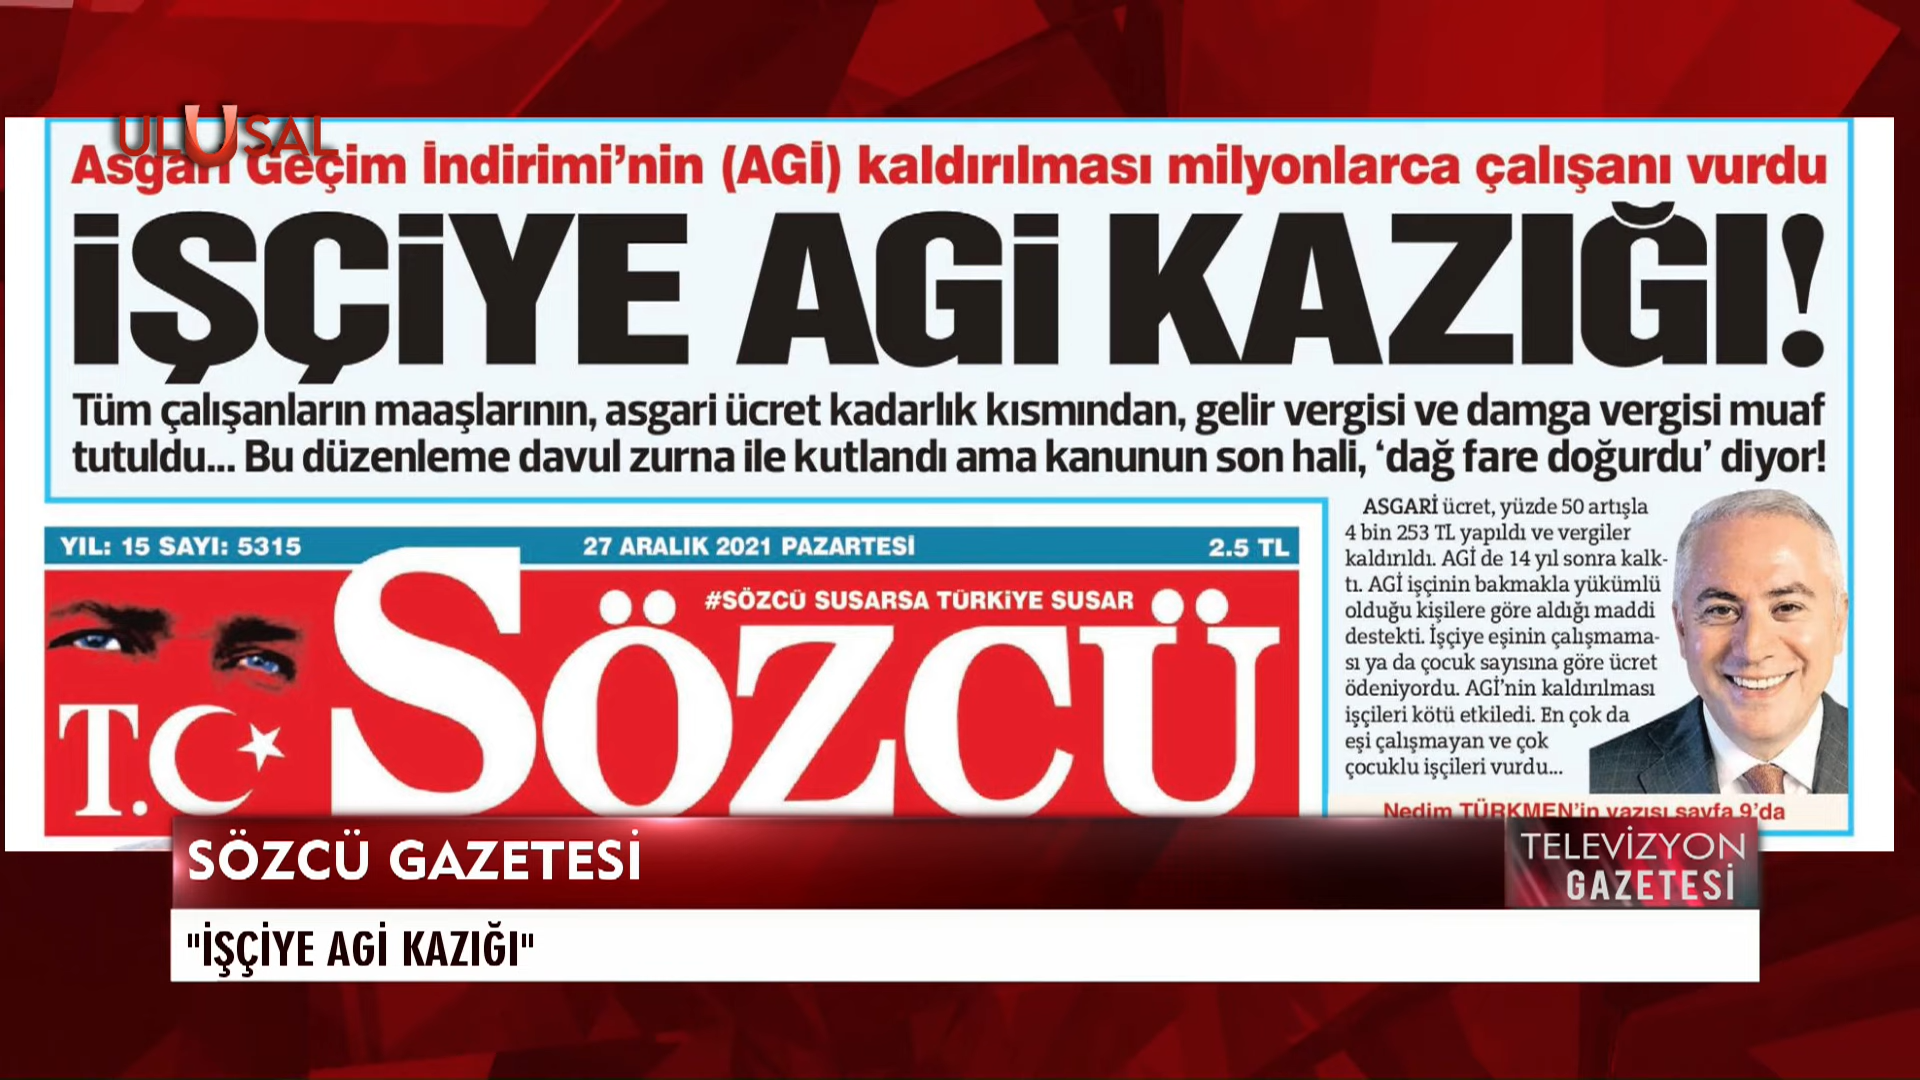 ULUSAL
Asgari Geçim İndirimi’nin (AGİ) kaldırılması milyonlarca çalışanı vurdu
İŞÇİYE AGİ KAZIĞI!
Tüm çalışanların maaşlarının, asgari ücret kadarlık kısmından, gelir vergisi ve damga vergisi muaf
tutuldu... Bu düzenleme davul zurna ile kutlandı ama kanunun son hali, ‘dağ fare doğurdu’ diyor!
YIL: 15 SAYI: 5315 27 ARALIK 2021 PAZARTESİ 2.5 TL
#SÖZCÜ SUSARSA TÜRKİYE SUSAR
T.C
SÖZCÜ
ASGARİ ücret, yüzde 50 artışla
4 bin 253 TL yapıldı ve vergiler
kaldırıldı. AGİ de 14 yıl sonra kalk-
tı. AGİ işçinin bakmakla yükümlü
olduğu kişilere göre aldığı maddi
destekti. İşçiye eşinin çalışmama-
sı ya da çocuk sayısına göre ücret
ödeniyordu. AGİ’nin kaldırılması
işçileri kötü etkiledi. En çok da
eşi çalışmayan ve çok
çocuklu işçileri vurdu...
Nedim TÜRKMEN’in yazısı sayfa 9’da
SÖZCÜ GAZETESİ
TELEVİZYON
GAZETESİ
"İŞÇİYE AGİ KAZIĞI"